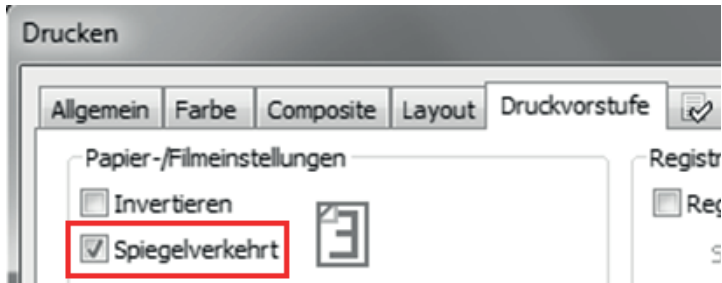 Drucken
Allgemein Farbe Composite Layout Druckvorstufe
Papier-/Filmeinstellungen
Invertieren
Spiegelverkehrt